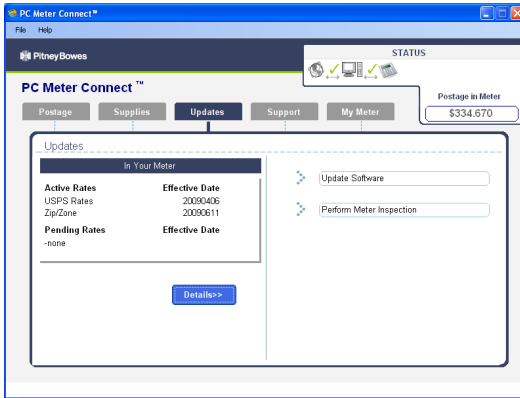 PC Meter Connect™
File Help
PitneyBowes
STATUS
PC Meter Connect ™
Postage in Meter
$334.670
Postage Supplies Updates Support My Meter
Updates
In Your Meter
Active Rates Effective Date
USPS Rates 20090406
Zip/Zone 20090611
Pending Rates Effective Date
-none
Details>>
Update Software
Perform Meter Inspection